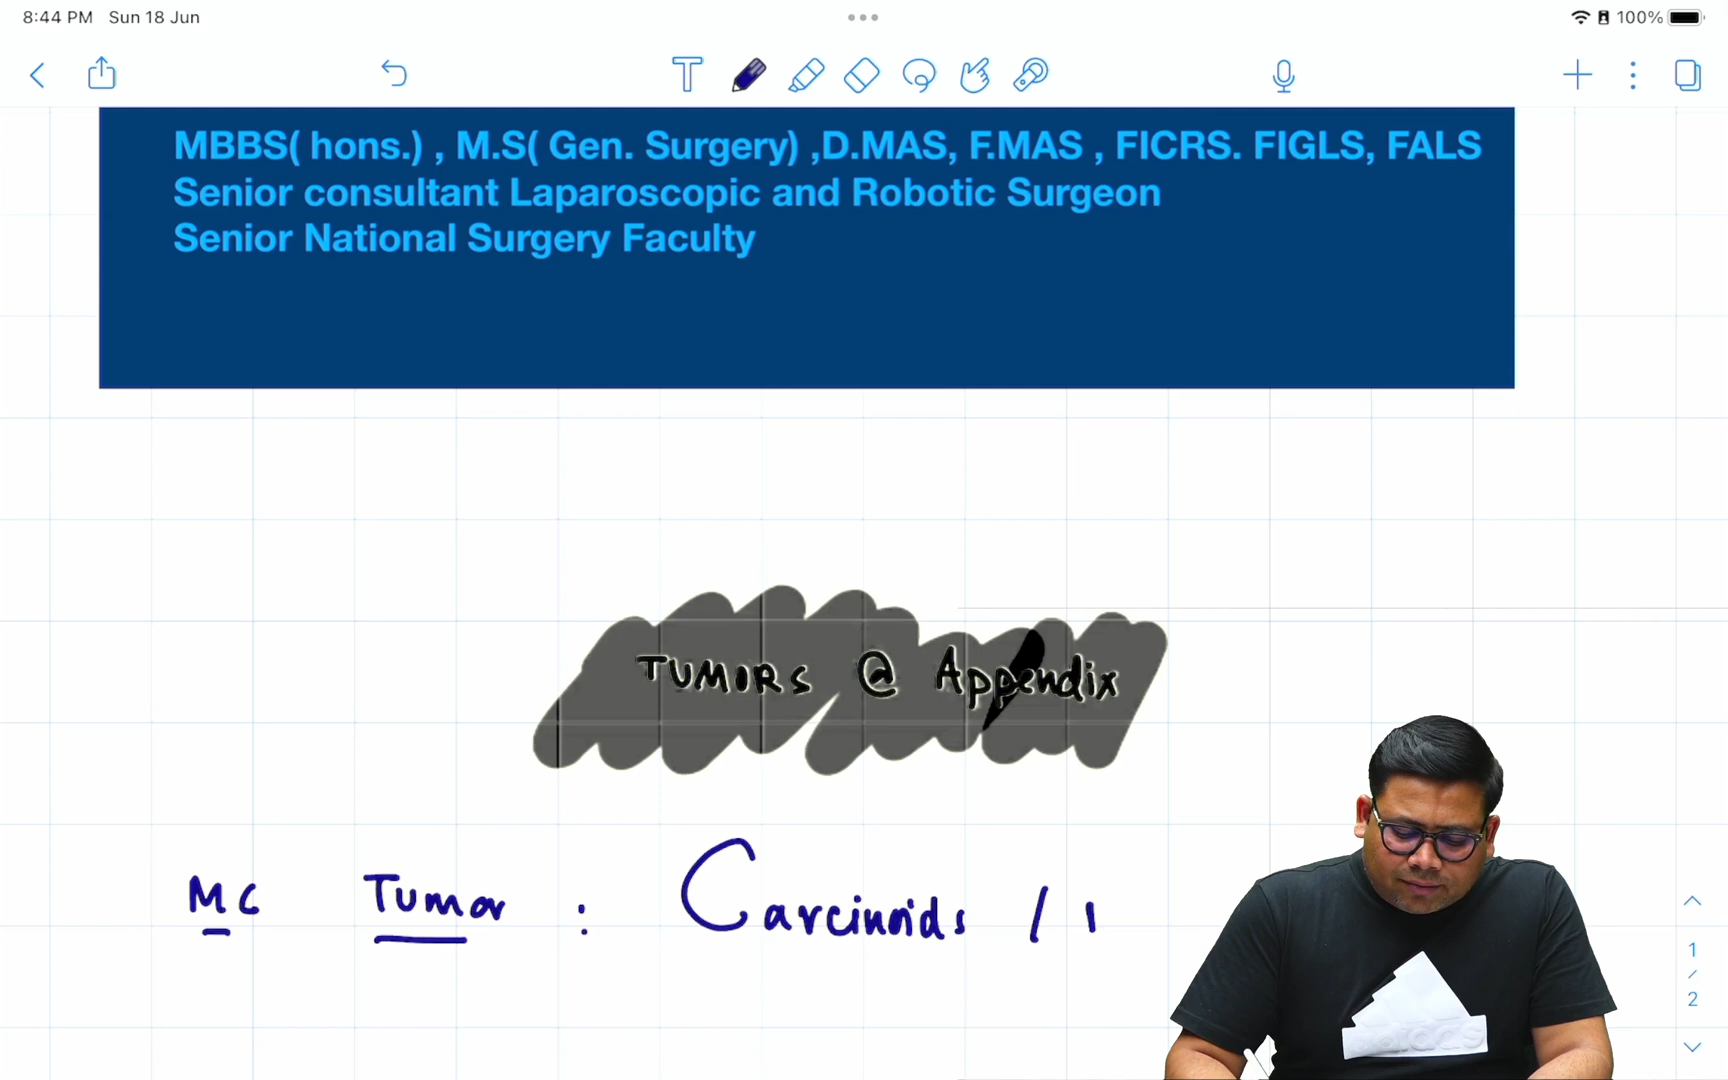 8:44 PM Sun 18 Jun
100%
MBBS( hons.) , M.S( Gen. Surgery) ,D.MAS, F.MAS , FICRS. FIGLS, FALS
Senior consultant Laparoscopic and Robotic Surgeon
Senior National Surgery Faculty
TUMORS @ Appendix
MC Tumor : Carcinoids /
1
/
2